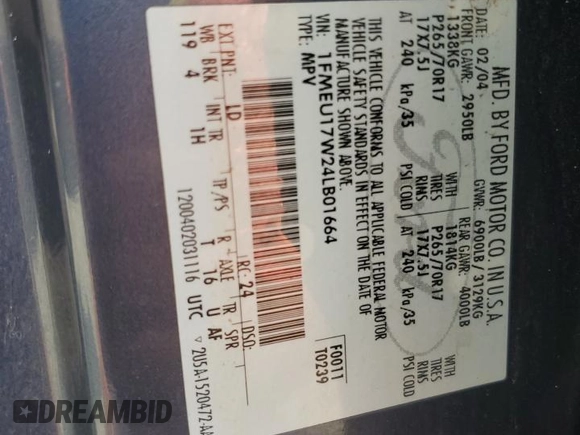 MFD. BY FORD MOTOR CO. IN U.S.A.
DATE: 02/04 GVWR: 6900LB / 3129KG
FRONT GAWR: 2950LB REAR GAWR: 4000LB
1338KG WITH 1814KG WITH
P265/70R17 TIRES P265/70R17 TIRES
17X7.5J RIMS 17X7.5J RIMS
AT 240 kPa/35 PSI COLD AT 240 kPa/35 PSI COLD
THIS VEHICLE CONFORMS TO ALL APPLICABLE FEDERAL MOTOR
VEHICLE SAFETY STANDARDS IN EFFECT ON THE DATE OF
MANUFACTURE SHOWN ABOVE.
1FMEU17W24LB01664
MPV
F0011
T0239
EXT PNT: LD RC: 24 DSO:
WB BRK INT TR TP/PS R AXLE TR SPR
119 4 1H T 16 U AF
1200402031116 UTC
▽ 2U5A-1520472-AA
DREAMBID